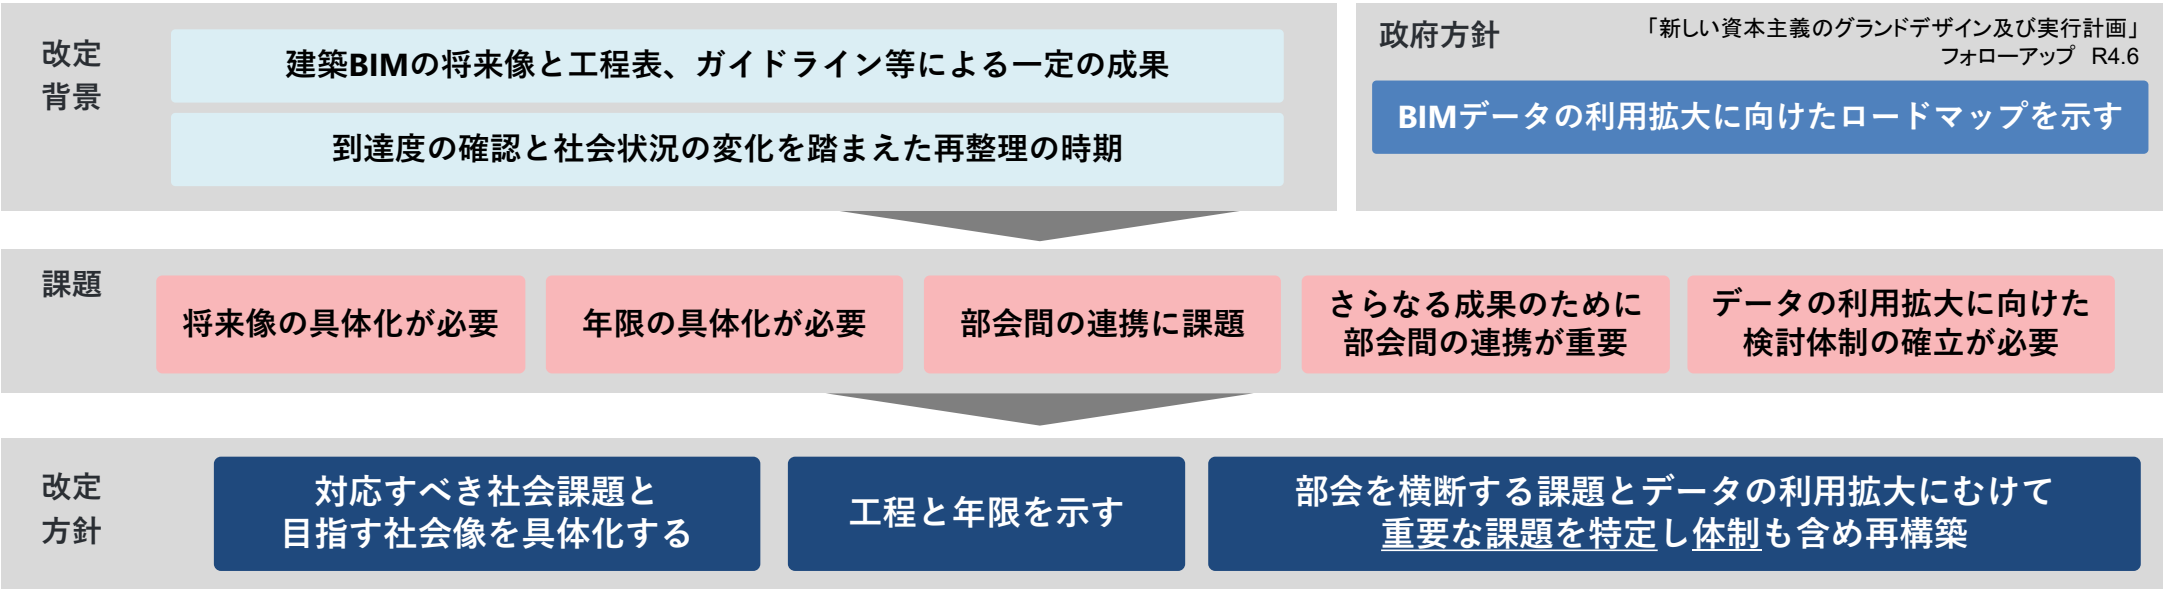 改定
背景
建築BIMの将来像と工程表、ガイドライン等による一定の成果
到達度の確認と社会状況の変化を踏まえた再整理の時期
政府方針
「新しい資本主義のグランドデザイン及び実行計画」
フォローアップ R4.6
BIMデータの利用拡大に向けたロードマップを示す
課題
将来像の具体化が必要
年限の具体化が必要
部会間の連携に課題
さらなる成果のために
部会間の連携が重要
データの利用拡大に向けた
検討体制の確立が必要
改定
方針
対応すべき社会課題と
目指す社会像を具体化する
工程と年限を示す
部会を横断する課題とデータの利用拡大にむけて
重要な課題を特定し体制も含め再構築